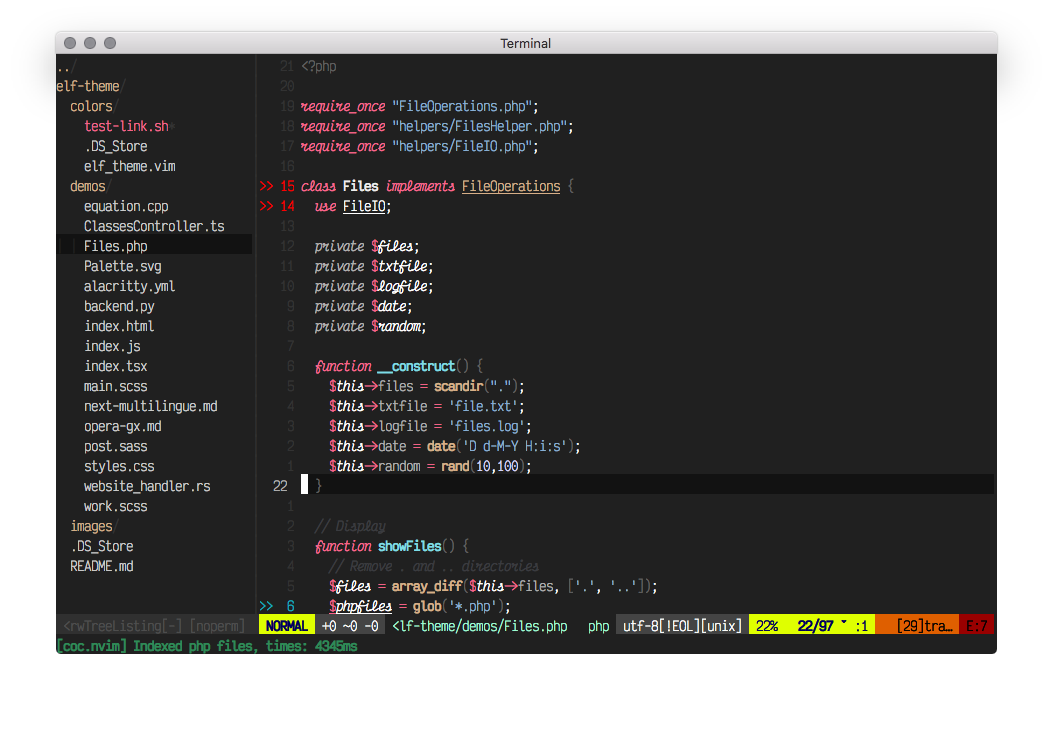 Terminal
../
elf-theme/
colors/
test-link.sh*
.DS_Store
elf_theme.vim
demos/
equation.cpp
ClassesController.ts
Files.php
Palette.svg
alacritty.yml
backend.py
index.html
index.js
index.tsx
main.scss
next-multilingue.md
opera-gx.md
post.sass
styles.css
website_handler.rs
work.scss
images/
.DS_Store
README.md
<rwTreeListing[-] [noperm]
21 <?php
20
19 require_once "FileOperations.php";
18 require_once "helpers/FilesHelper.php";
17 require_once "helpers/FileIO.php";
16
>> 15 class Files implements FileOperations {
>> 14 use FileIO;
13
12 private $files;
11 private $txtfile;
10 private $logfile;
9 private $date;
8 private $random;
7
6 function __construct() {
5 $this->files = scandir(".");
4 $this->txtfile = 'file.txt';
3 $this->logfile = 'files.log';
2 $this->date = date('D d-M-Y H:i:s');
1 $this->random = rand(10,100);
22 }
1
2 // Display
3 function showFiles() {
4 // Remove . and .. directories
5 $files = array_diff($this->files, ['.', '..']);
>> 6 $phpfiles = glob('*.php');
NORMAL +0 ~0 -0 <lf-theme/demos/Files.php php utf-8[!EOL][unix] 22% 22/97 :1 [29]tra… E:7
[coc.nvim] Indexed php files, times: 4345ms